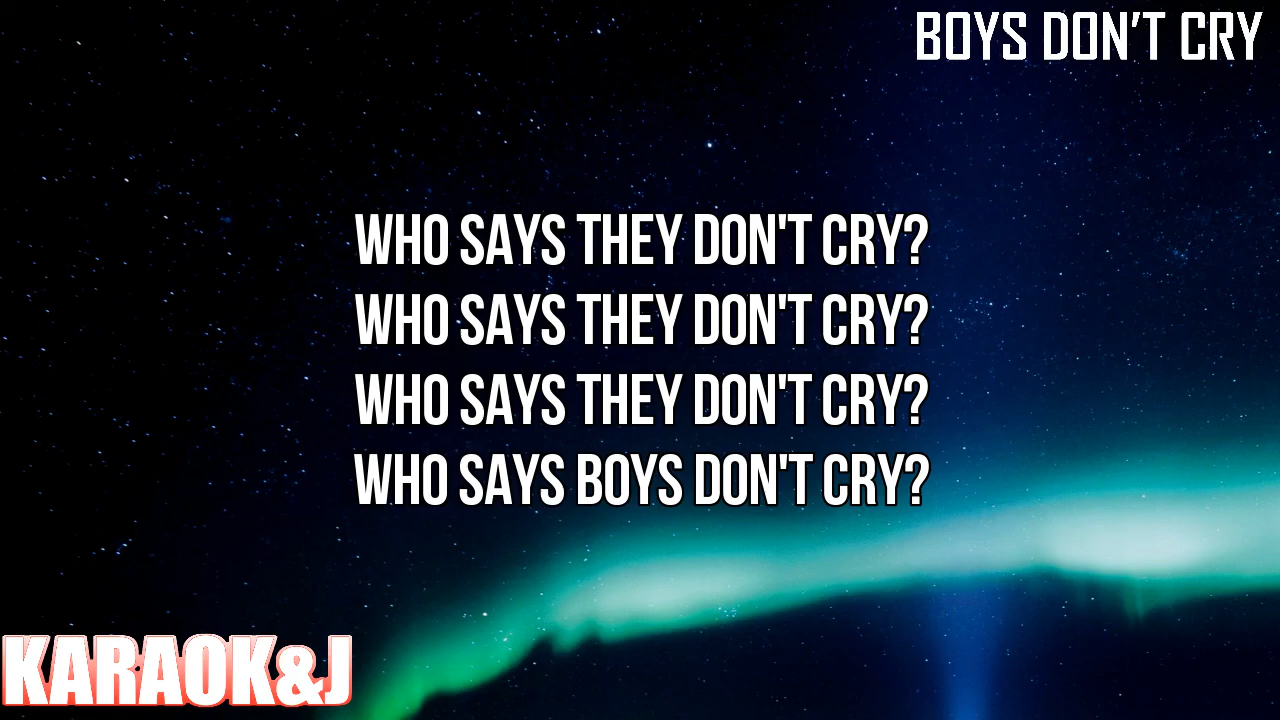 BOYS DON'T CRY
WHO SAYS THEY DON'T CRY?
WHO SAYS THEY DON'T CRY?
WHO SAYS THEY DON'T CRY?
WHO SAYS BOYS DON'T CRY?
KARAOK&J